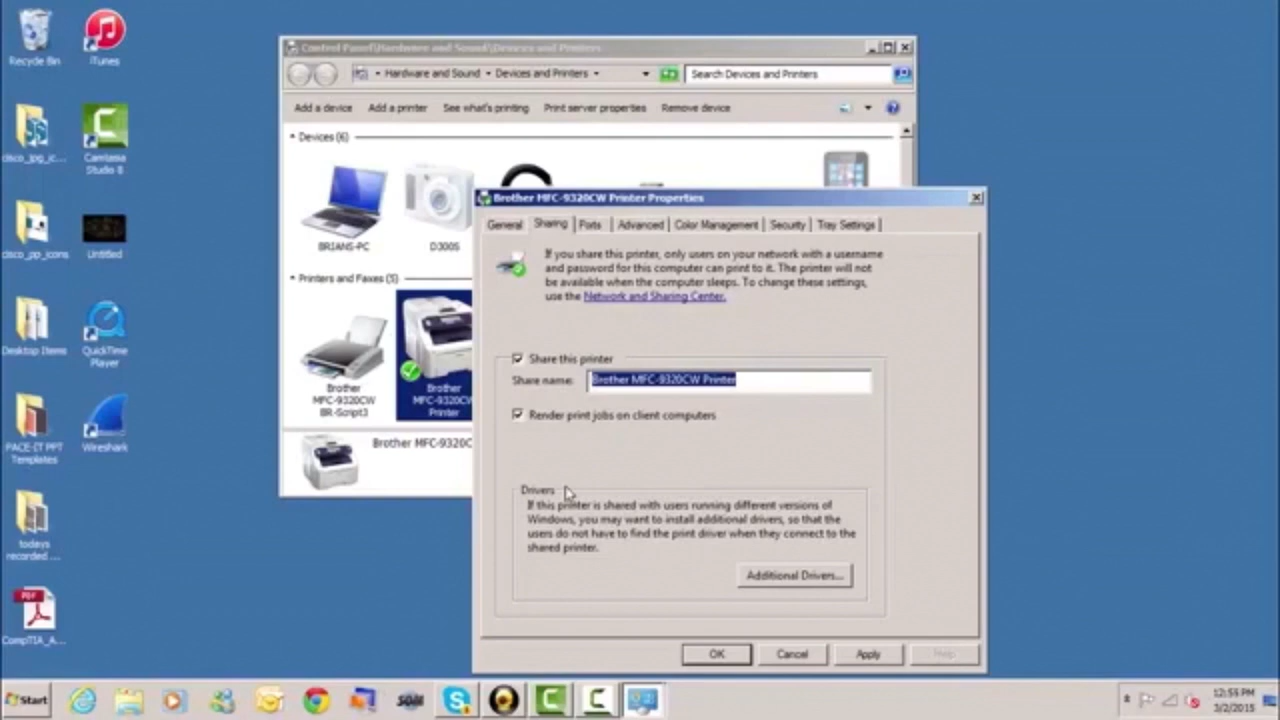 Recycle Bin
iTunes
cisco_jpg_ic...
Camtasia
Studio 8
cisco_pp_icons
Untitled
Desktop Items
QuickTime
Player
PACE-IT PPT
Templates
Wireshark
todays
recorded ...
PDF
CompTIA_A...
Control Panel\Hardware and Sound\Devices and Printers
Hardware and Sound Devices and Printers
Search Devices and Printers
Add a device Add a printer See what's printing Print server properties Remove device
Devices (6)
BRIANS-PC
D300S
Printers and Faxes (5)
Brother
MFC-9320CW
BR-Script3
Brother
MFC-9320CW
Printer
Brother MFC-9320C
Brother MFC-9320CW Printer Properties
General Sharing Ports Advanced Color Management Security Tray Settings
If you share this printer, only users on your network with a username
and password for this computer can print to it. The printer will not
be available when the computer sleeps. To change these settings,
use the Network and Sharing Center.
Share this printer
Share name: Brother MFC-9320CW Printer
Render print jobs on client computers
Drivers
If this printer is shared with users running different versions of
Windows, you may want to install additional drivers, so that the
users do not have to find the print driver when they connect to the
shared printer.
Additional Drivers...
OK Cancel Apply Help
Start
12:55 PM
3/2/2015